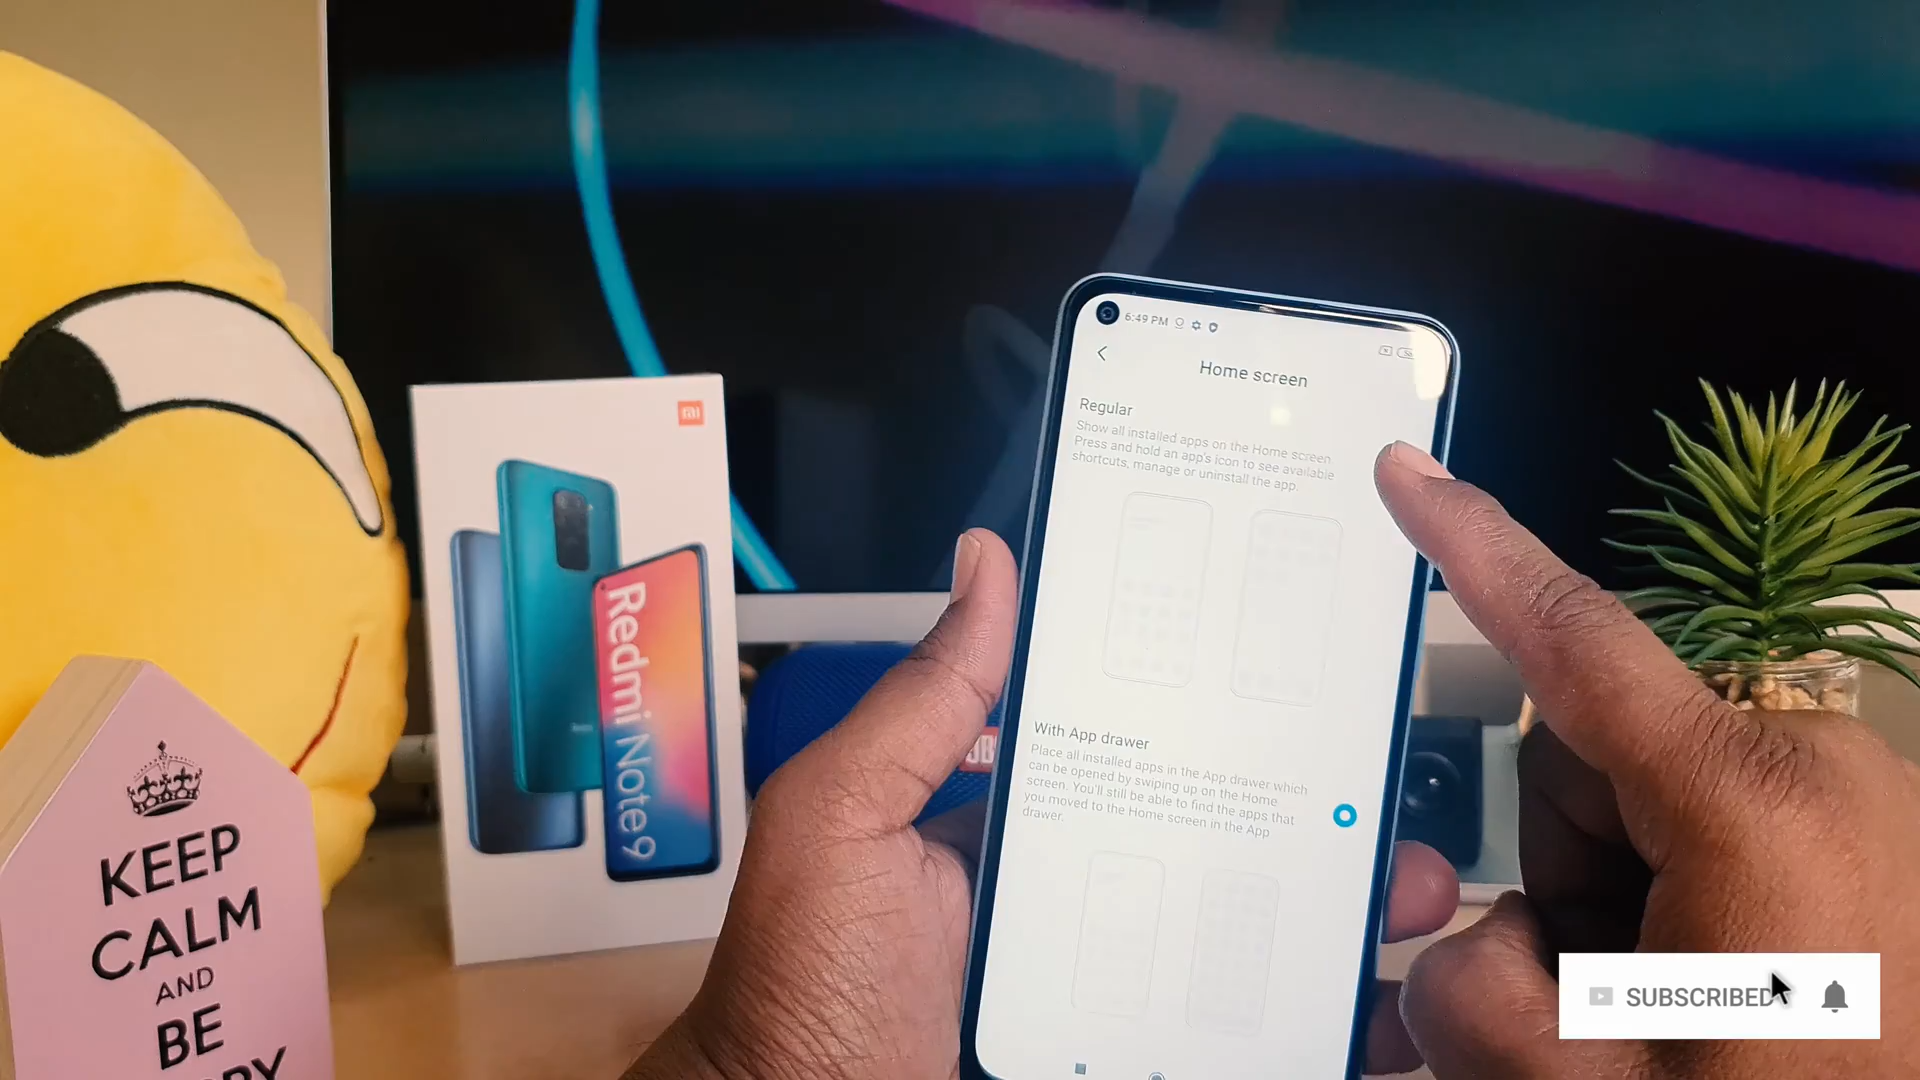 6:49 PM
Home screen
Regular
Show all installed apps on the Home screen
Press and hold an app's icon to see available
shortcuts, manage or uninstall the app.
With App drawer
Place all installed apps in the App drawer which
can be opened by swiping up on the Home
screen. You'll still be able to find the apps that
you moved to the Home screen in the App
drawer.
mi
Redmi Note 9
JB
KEEP
CALM
AND
BE
SUBSCRIBED